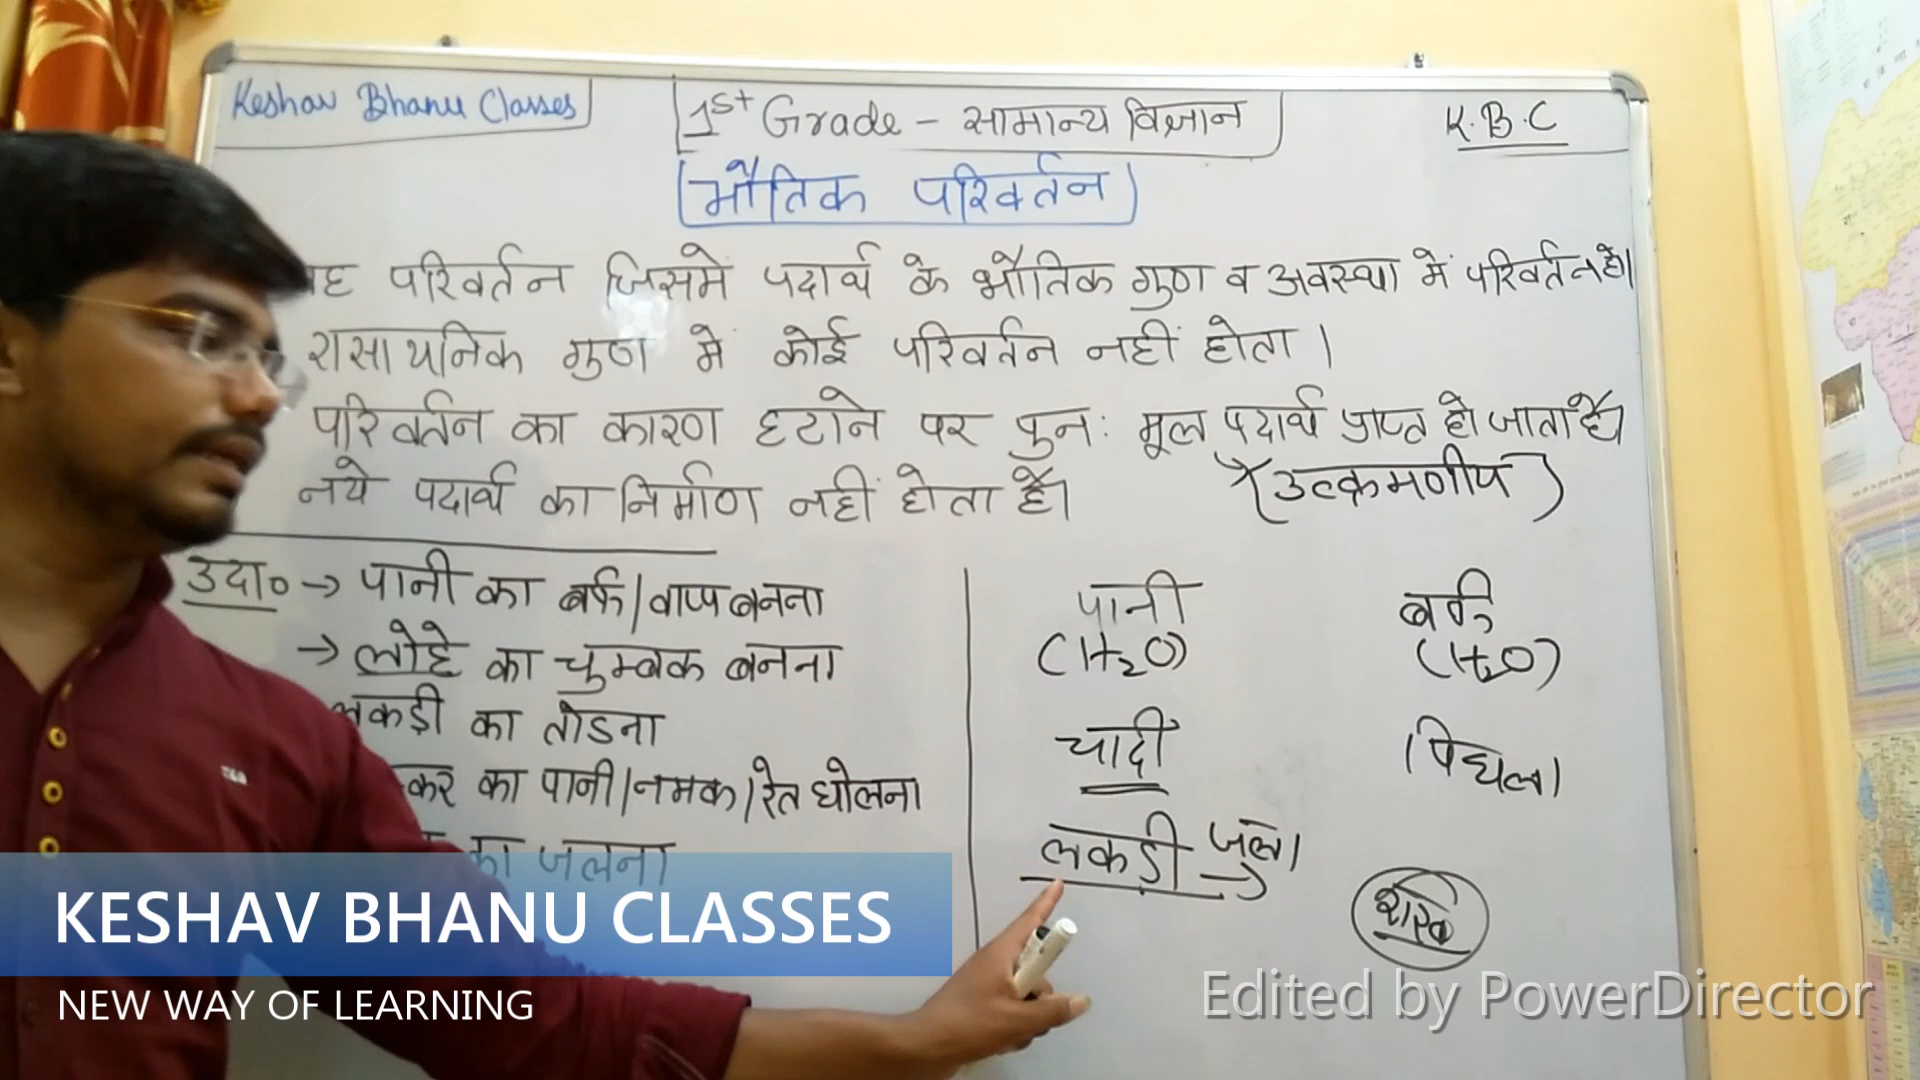 Keshav Bhanu Classes
1st Grade - सामान्य विज्ञान
K.B.C
भौतिक परिवर्तन
वह परिवर्तन जिसमें पदार्थ के भौतिक गुण व अवस्था में परिवर्तन हो।
रासायनिक गुण में कोई परिवर्तन नहीं होता।
परिवर्तन का कारण हटाने पर पुनः मूल पदार्थ प्राप्त हो जाता है।
(उत्क्रमणीय)
नये पदार्थ का निर्माण नहीं होता है।
उदा० → पानी का बर्फ/वाष्प बनना
→ लोहे का चुम्बक बनना
लकड़ी का तोडना
कर का पानी/नमक/रेत घोलना
का जलना
पानी बर्फ
(H₂O) (H₂O)
चादीं पिघला
लकडी जला
राख
KESHAV BHANU CLASSES
NEW WAY OF LEARNING
Edited by PowerDirector